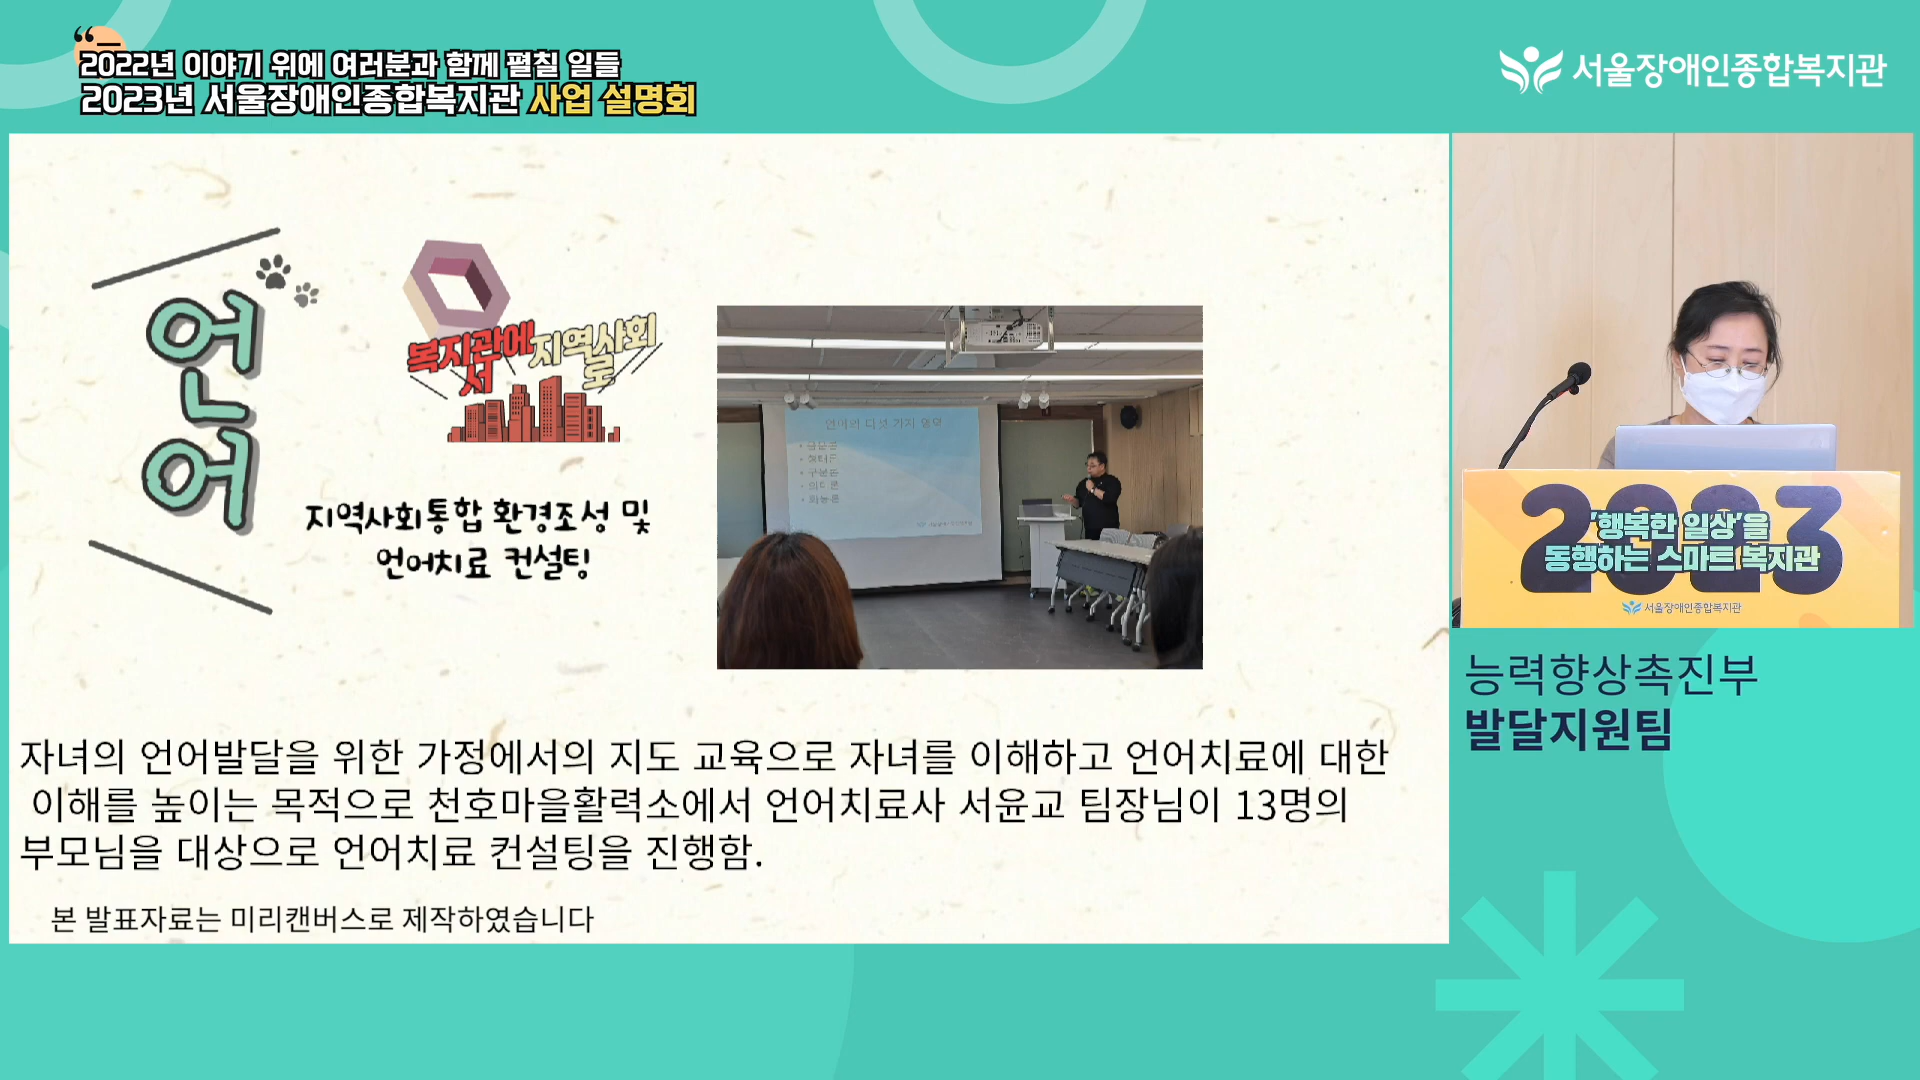 2022년 이야기 위에 여러분과 함께 펼칠 일들
2023년 서울장애인종합복지관 사업 설명회
서울장애인종합복지관
언어
복지관에서
지역사회로
지역사회통합 환경조성 및
언어치료 컨설팅
언어의 다섯 가지 영역
자녀의 언어발달을 위한 가정에서의 지도 교육으로 자녀를 이해하고 언어치료에 대한
이해를 높이는 목적으로 천호마을활력소에서 언어치료사 서윤교 팀장님이 13명의
부모님을 대상으로 언어치료 컨설팅을 진행함.
본 발표자료는 미리캔버스로 제작하였습니다
2023
'행복한 일상'을
동행하는 스마트 복지관
서울장애인종합복지관
능력향상촉진부
발달지원팀